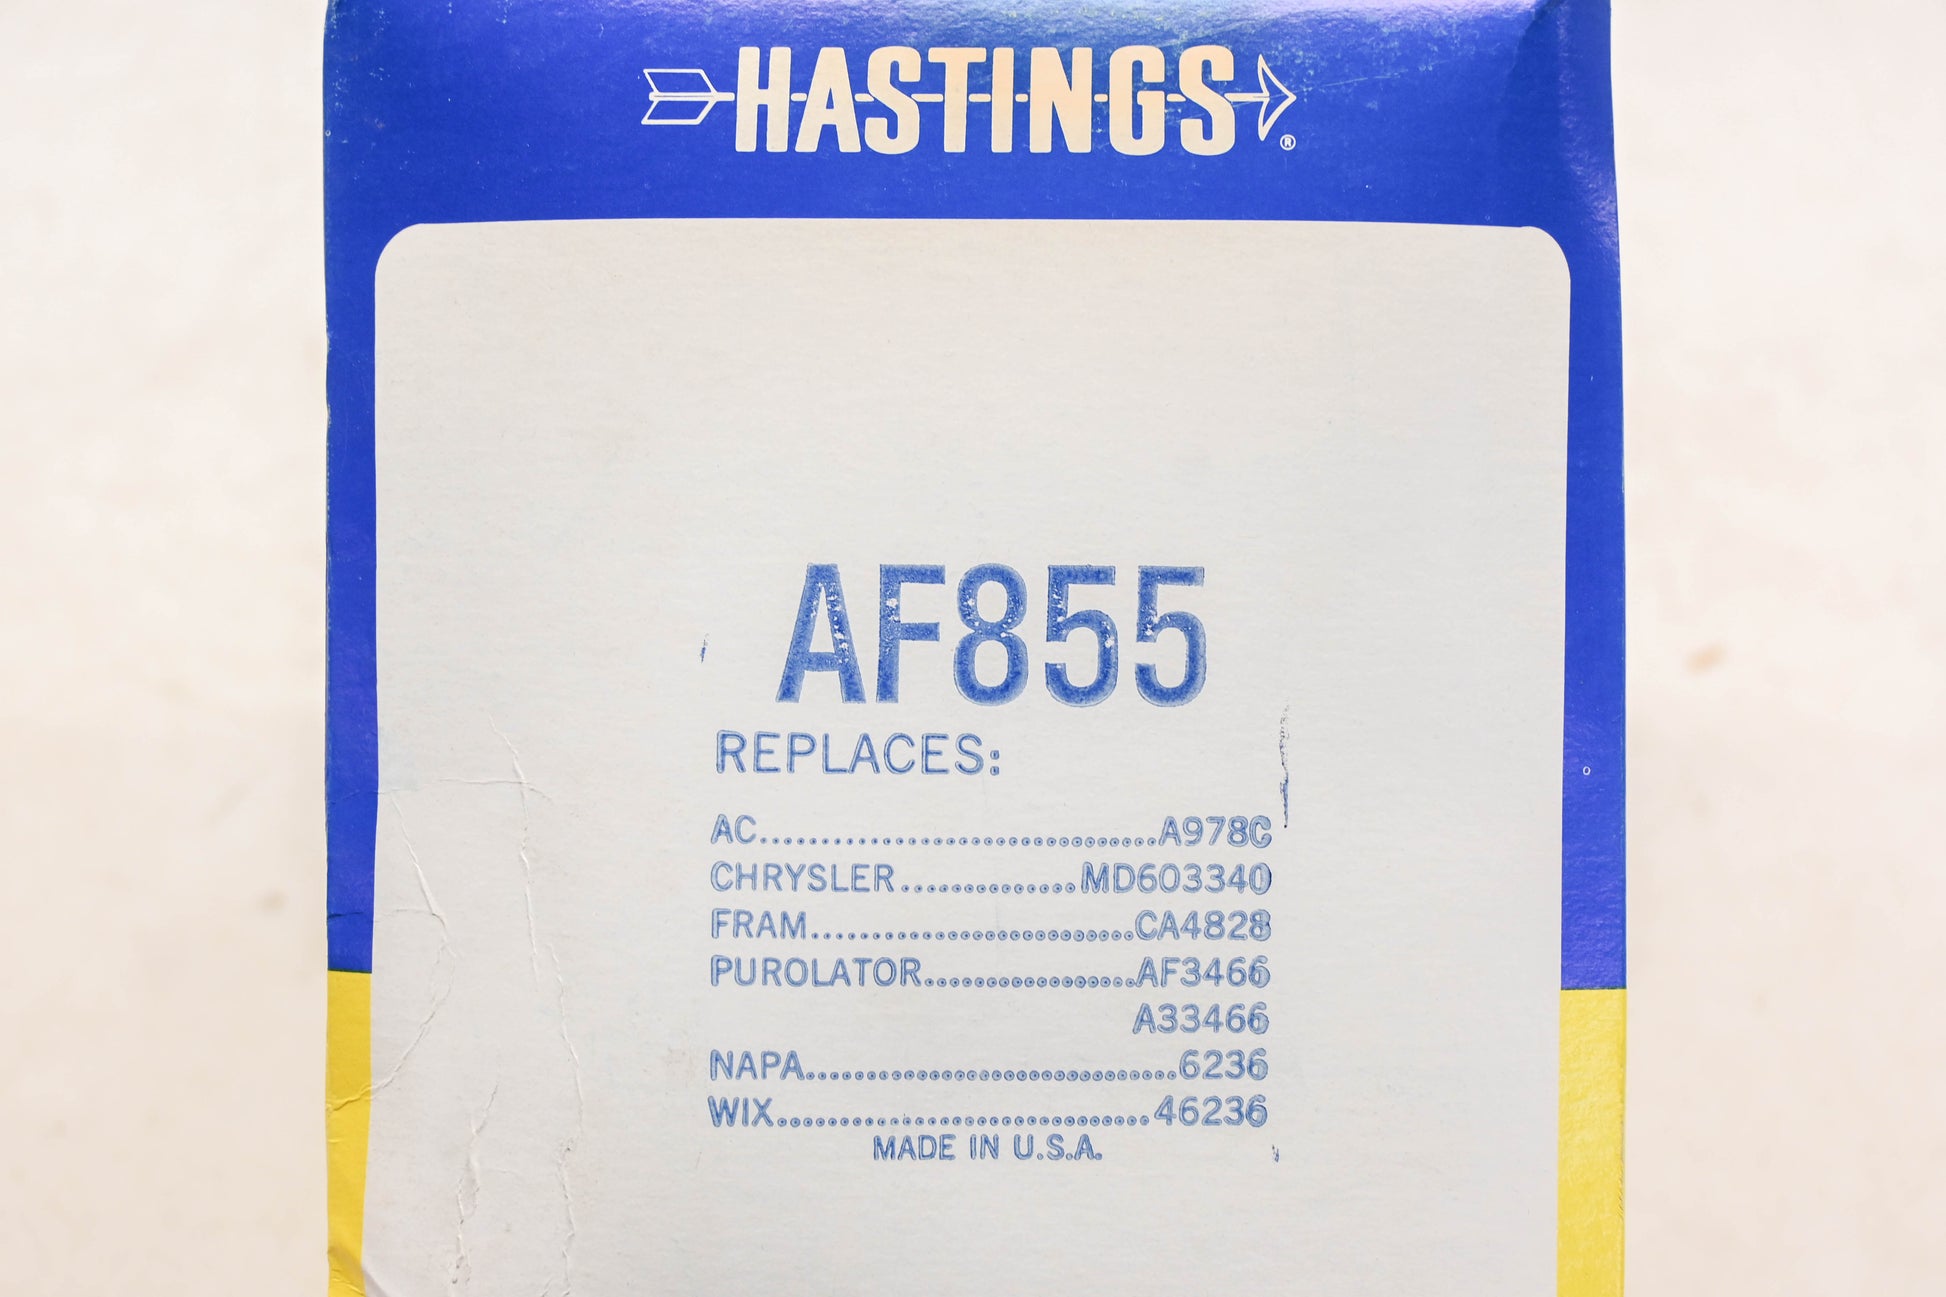 HASTINGS®
AF855
REPLACES:
AC.................................A978C
CHRYSLER..............MD603340
FRAM...........................CA4828
PUROLATOR.................AF3466
A33466
NAPA...............................6236
WIX...............................46236
MADE IN U.S.A.